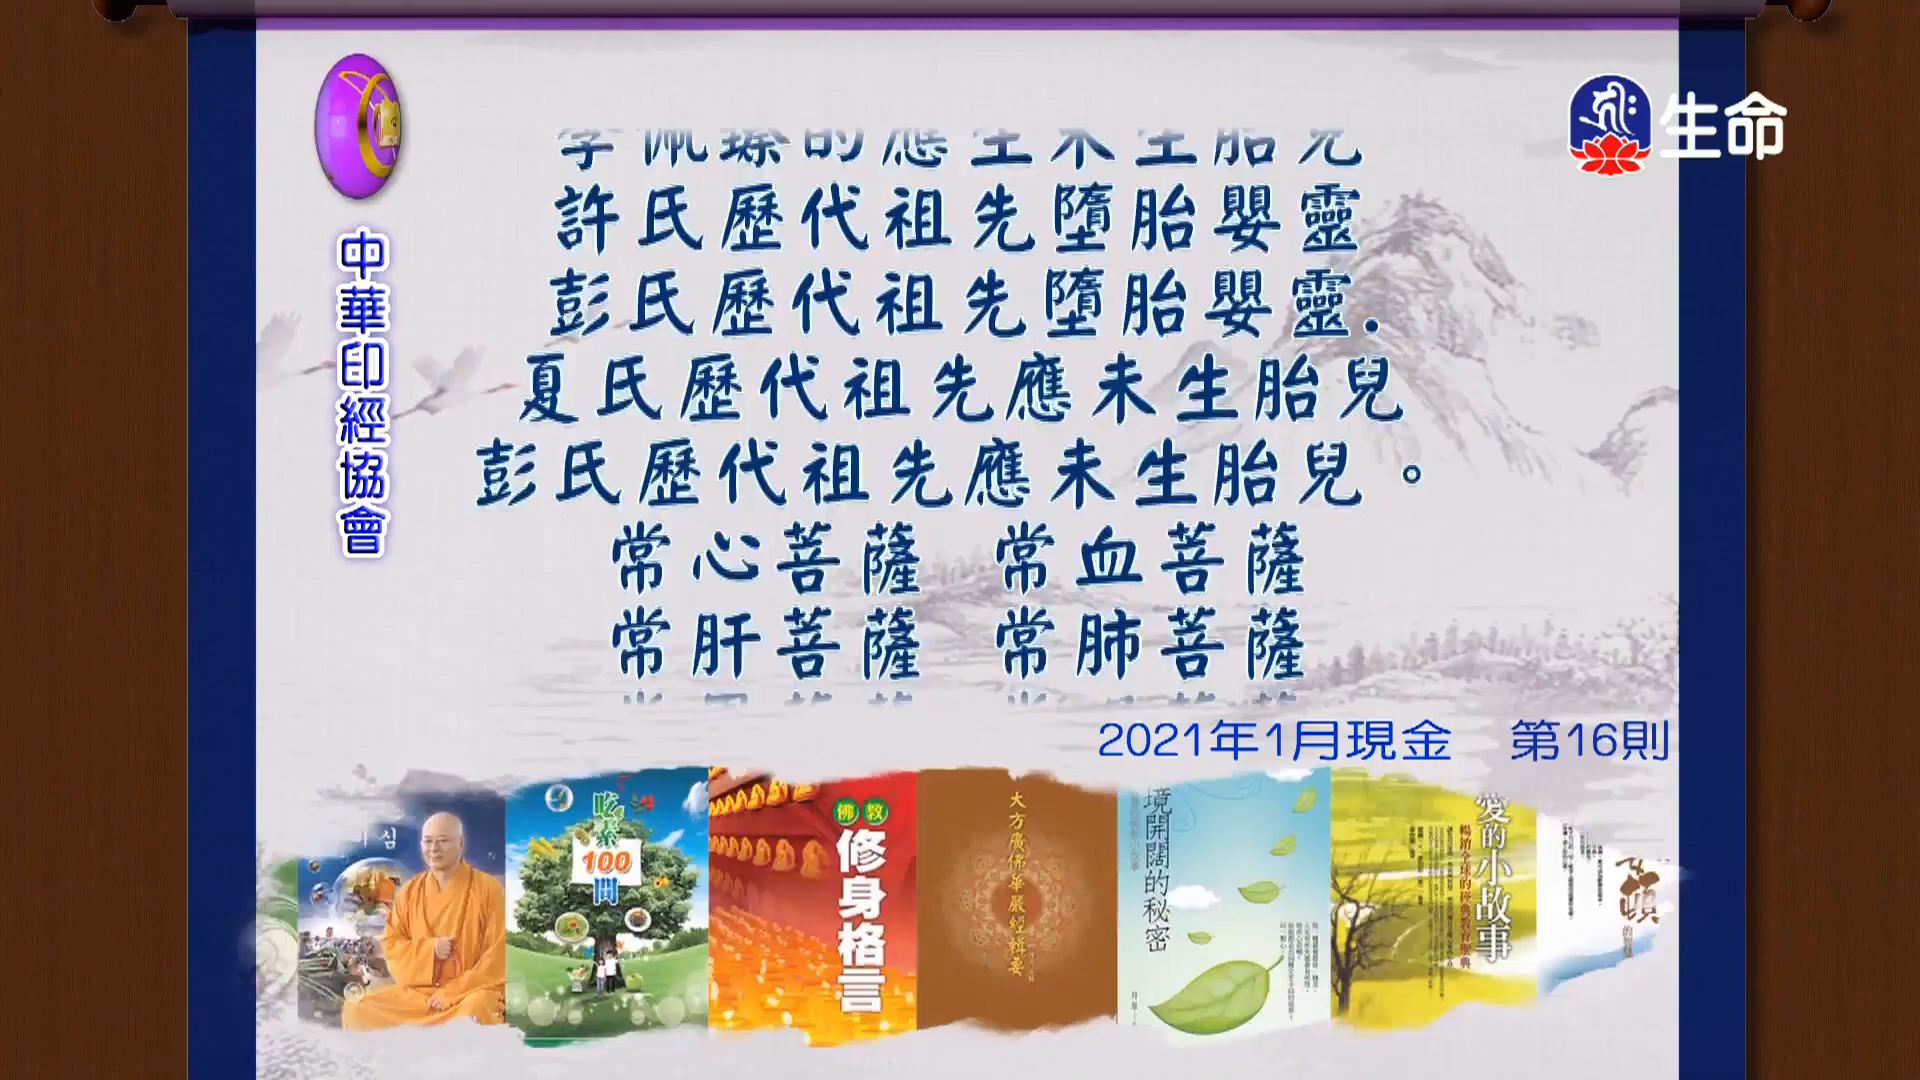 生命
中華印經協會
許氏歷代祖先墮胎嬰靈
彭氏歷代祖先墮胎嬰靈.
夏氏歷代祖先應未生胎兒
彭氏歷代祖先應未生胎兒。
常心菩薩 常血菩薩
常肝菩薩 常肺菩薩
2021年1月現金 第16則
吃素
100
問
佛教
修身格言
大方廣佛華嚴經輯要
境開闊的秘密
愛的小故事